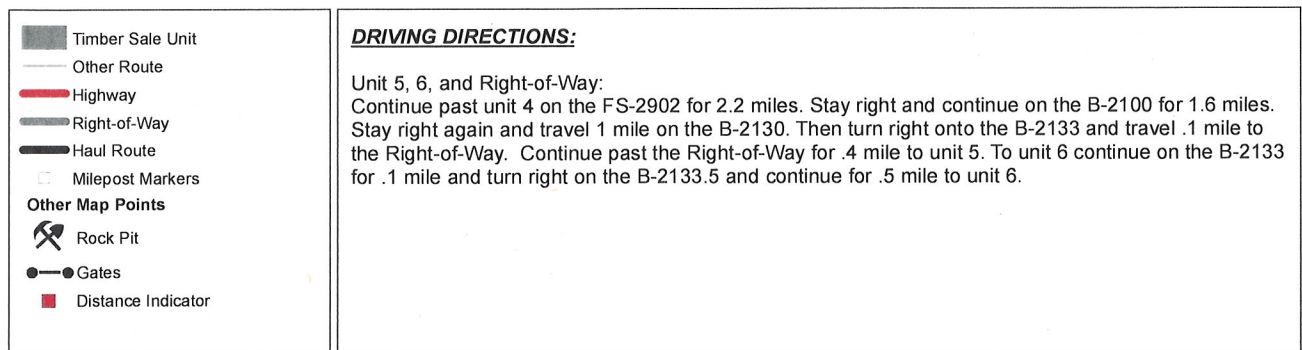 Timber Sale Unit
Other Route
Highway
Right-of-Way
Haul Route
Milepost Markers
Other Map Points
Rock Pit
Gates
Distance Indicator
DRIVING DIRECTIONS:
Unit 5, 6, and Right-of-Way:
Continue past unit 4 on the FS-2902 for 2.2 miles. Stay right and continue on the B-2100 for 1.6 miles.
Stay right again and travel 1 mile on the B-2130. Then turn right onto the B-2133 and travel .1 mile to
the Right-of-Way. Continue past the Right-of-Way for .4 mile to unit 5. To unit 6 continue on the B-2133
for .1 mile and turn right on the B-2133.5 and continue for .5 mile to unit 6.